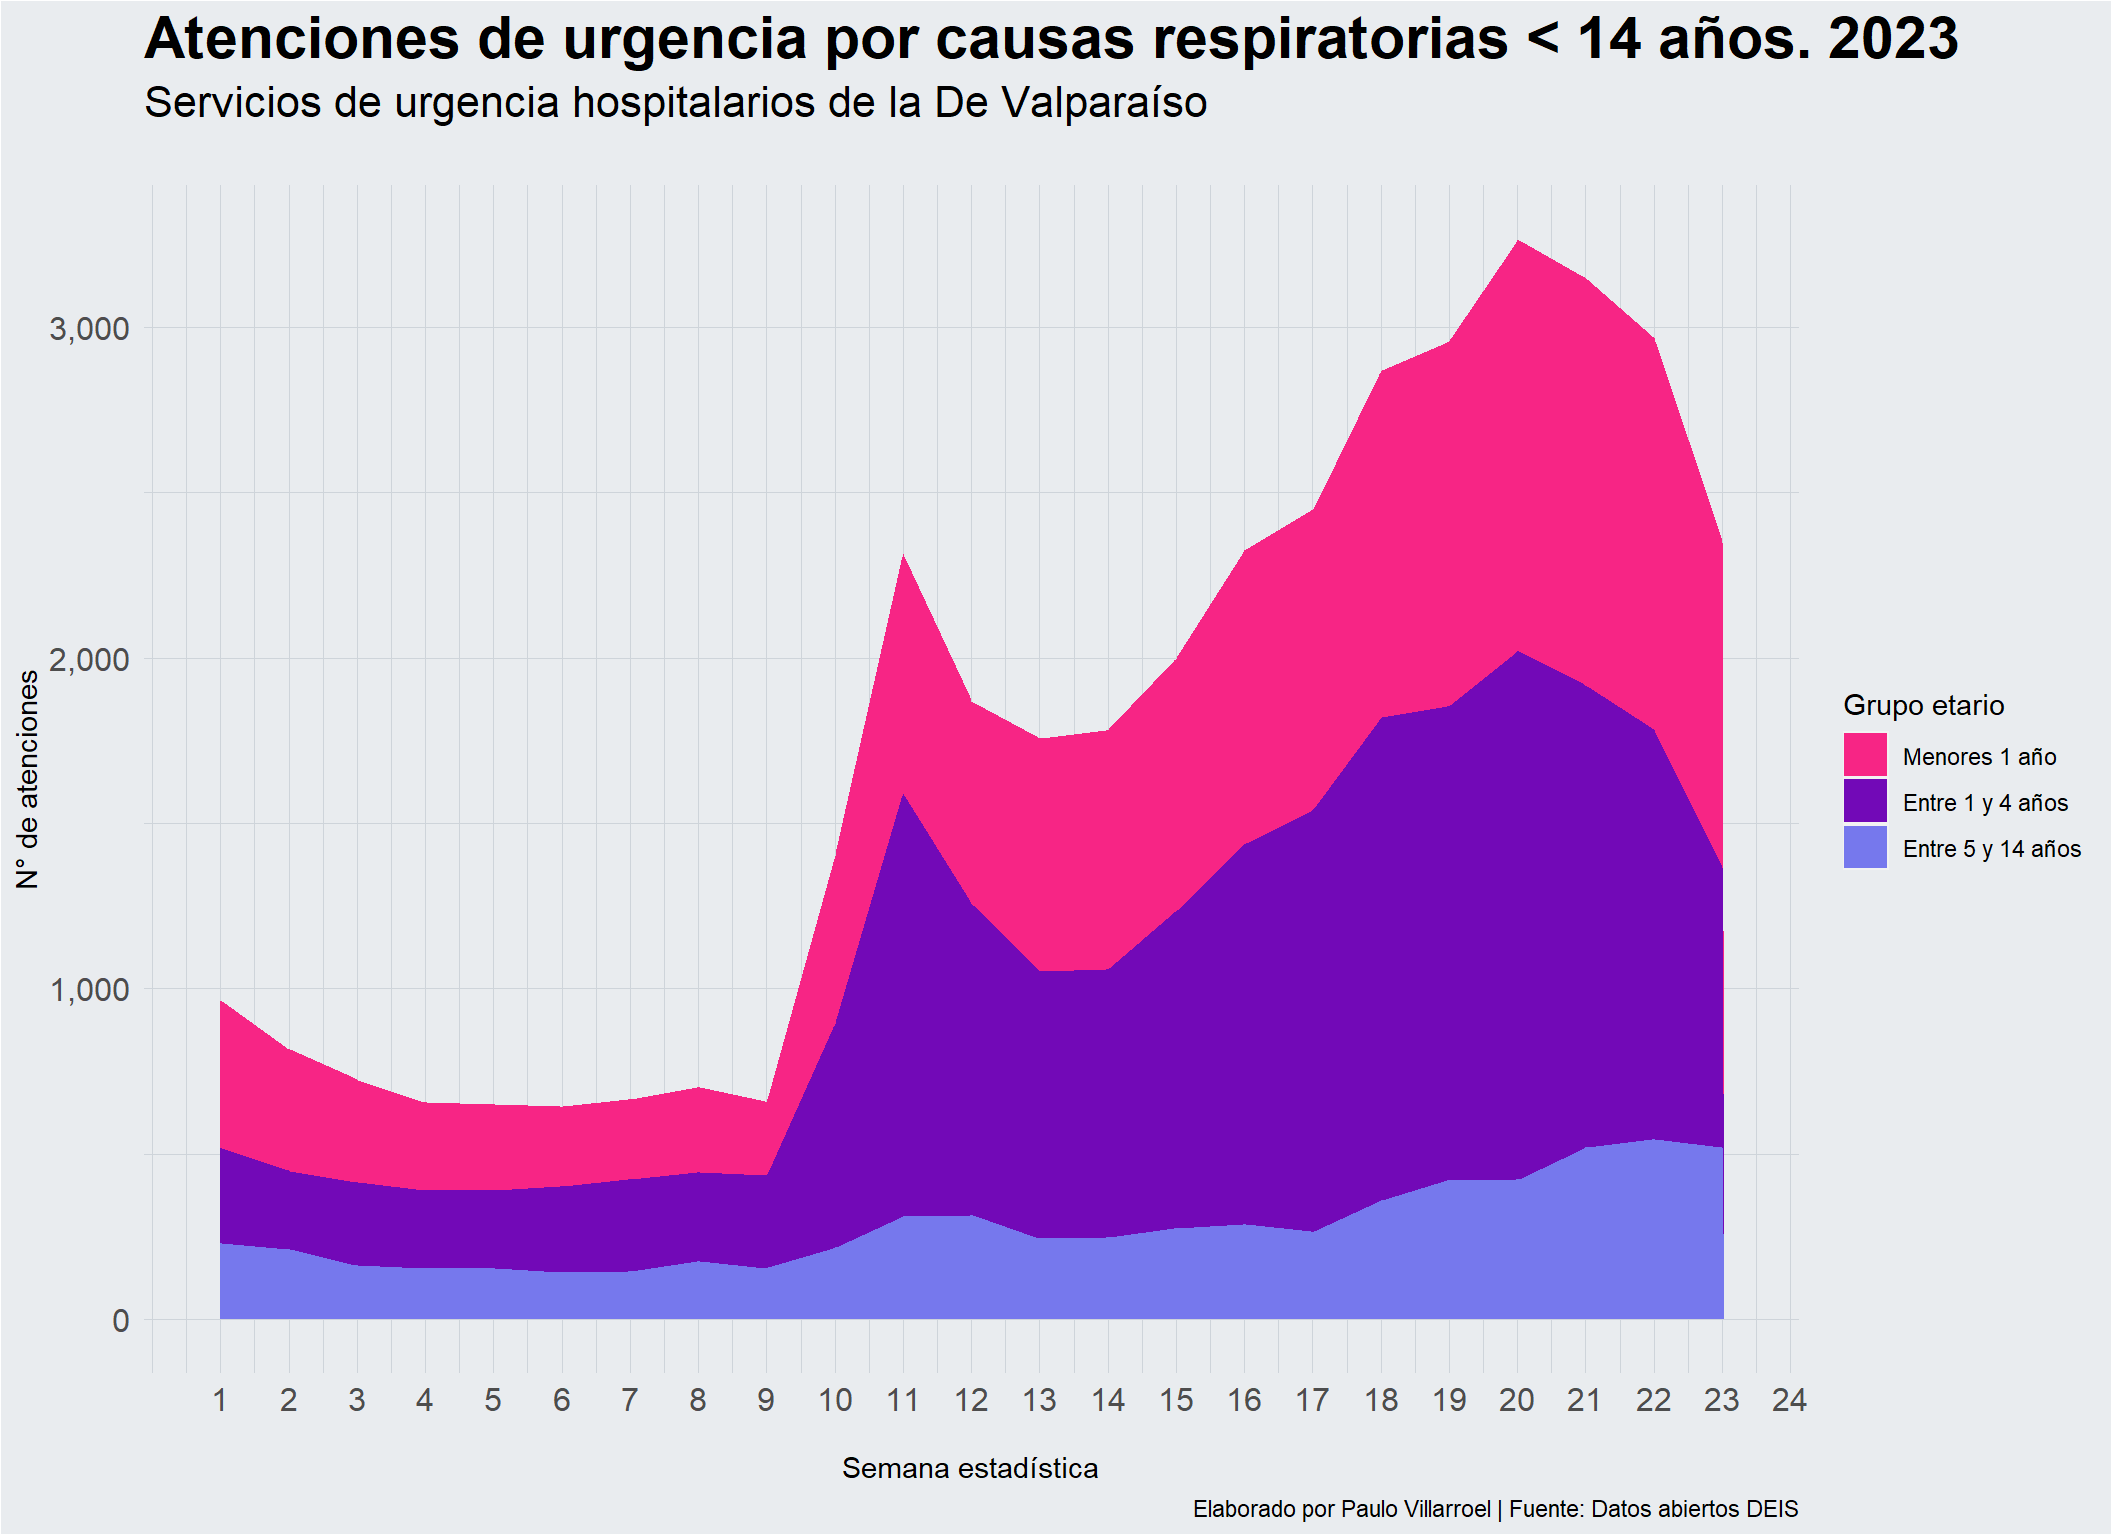 Atenciones de urgencia por causas respiratorias < 14 años. 2023
Servicios de urgencia hospitalarios de la De Valparaíso
3,000
2,000
1,000
0
N° de atenciones
1 2 3 4 5 6 7 8 9 10 11 12 13 14 15 16 17 18 19 20 21 22 23 24
Semana estadística
Grupo etario
Menores 1 año
Entre 1 y 4 años
Entre 5 y 14 años
Elaborado por Paulo Villarroel | Fuente: Datos abiertos DEIS